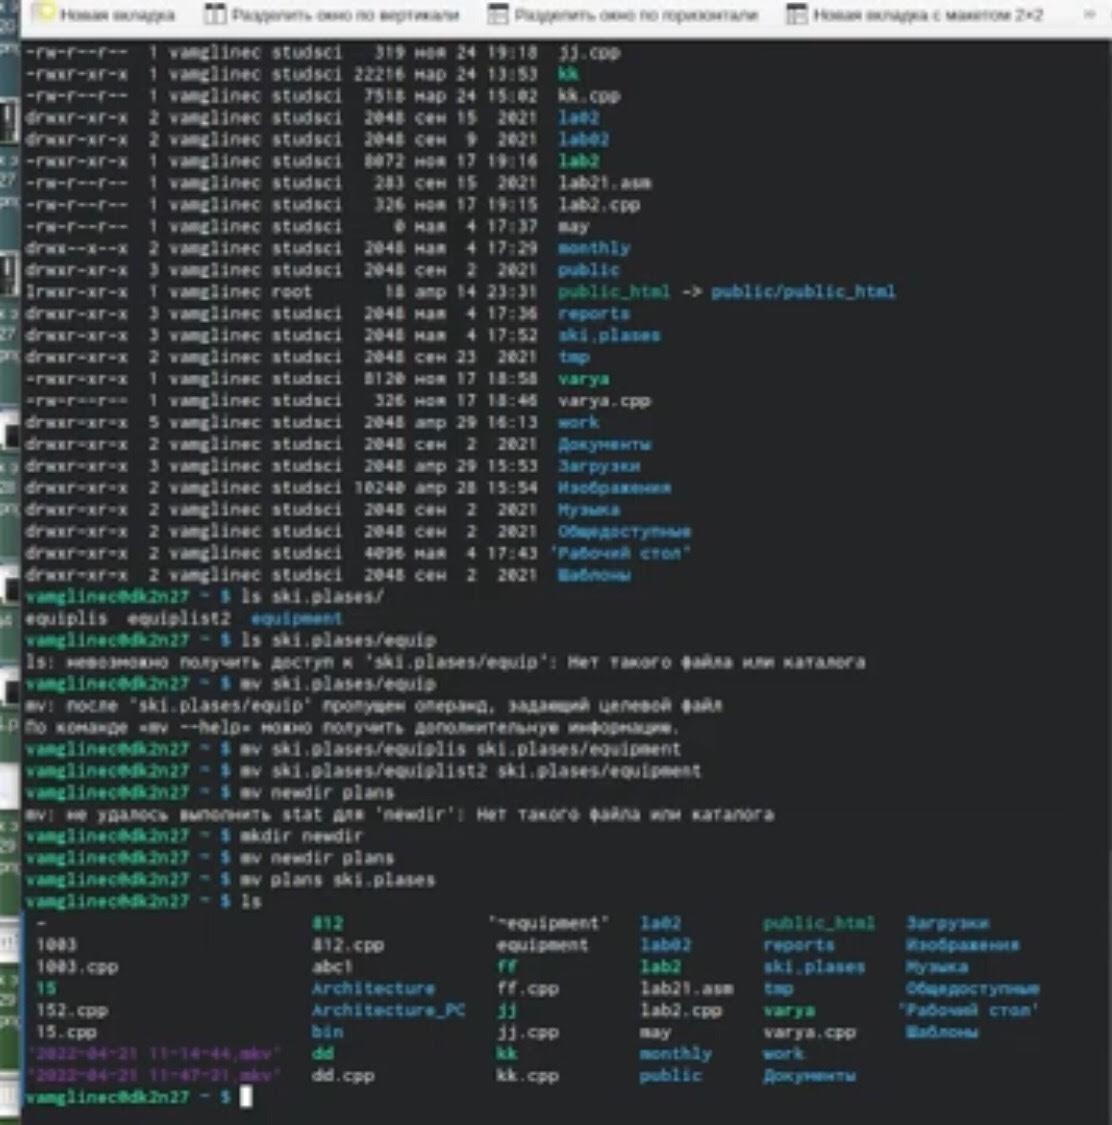 Новая вкладка Разделить окно по вертикали Разделить окно по горизонтали Новая вкладка с макетом 2×2 »
-rw-r--r-- 1 vamglinec studsci 319 ноя 24 19:18 jj.cpp
-rwxr-xr-x 1 vamglinec studsci 22216 мар 24 13:53 kk
-rw-r--r-- 1 vamglinec studsci 7518 мар 24 15:02 kk.cpp
drwxr-xr-x 2 vamglinec studsci 2048 сен 15 2021 la02
drwxr-xr-x 2 vamglinec studsci 2048 сен 9 2021 lab02
-rwxr-xr-x 1 vamglinec studsci 8072 ноя 17 19:16 lab2
-rw-r--r-- 1 vamglinec studsci 283 сен 15 2021 lab21.asm
-rw-r--r-- 1 vamglinec studsci 326 ноя 17 19:15 lab2.cpp
-rw-r--r-- 1 vamglinec studsci 0 мая 4 17:37 may
drwx--x--x 2 vamglinec studsci 2048 мая 4 17:29 monthly
drwxr-xr-x 3 vamglinec studsci 2048 сен 2 2021 public
lrwxr-xr-x 1 vamglinec root 18 апр 14 23:31 public_html -> public/public_html
drwxr-xr-x 3 vamglinec studsci 2048 мая 4 17:36 reports
drwxr-xr-x 3 vamglinec studsci 2048 мая 4 17:52 ski.plases
drwxr-xr-x 2 vamglinec studsci 2048 сен 23 2021 tmp
-rwxr-xr-x 1 vamglinec studsci 8120 ноя 17 18:58 varya
-rw-r--r-- 1 vamglinec studsci 326 ноя 17 18:46 varya.cpp
drwxr-xr-x 5 vamglinec studsci 2048 апр 29 16:13 work
drwxr-xr-x 2 vamglinec studsci 2048 сен 2 2021 Документы
drwxr-xr-x 3 vamglinec studsci 2048 апр 29 15:53 Загрузки
drwxr-xr-x 2 vamglinec studsci 10240 апр 28 15:54 Изображения
drwxr-xr-x 2 vamglinec studsci 2048 сен 2 2021 Музыка
drwxr-xr-x 2 vamglinec studsci 2048 сен 2 2021 Общедоступные
drwxr-xr-x 2 vamglinec studsci 4096 мая 4 17:43 'Рабочий стол'
drwxr-xr-x 2 vamglinec studsci 2048 сен 2 2021 Шаблоны
vamglinec@dk2n27 ~ $ ls ski.plases/
equiplis equiplist2 equipment
vamglinec@dk2n27 ~ $ ls ski.plases/equip
ls: невозможно получить доступ к 'ski.plases/equip': Нет такого файла или каталога
vamglinec@dk2n27 ~ $ mv ski.plases/equip
mv: после 'ski.plases/equip' пропущен операнд, задающий целевой файл
По команде «mv --help» можно получить дополнительную информацию.
vamglinec@dk2n27 ~ $ mv ski.plases/equiplis ski.plases/equipment
vamglinec@dk2n27 ~ $ mv ski.plases/equiplist2 ski.plases/equipment
vamglinec@dk2n27 ~ $ mv newdir plans
mv: не удалось выполнить stat для 'newdir': Нет такого файла или каталога
vamglinec@dk2n27 ~ $ mkdir newdir
vamglinec@dk2n27 ~ $ mv newdir plans
vamglinec@dk2n27 ~ $ mv plans ski.plases
vamglinec@dk2n27 ~ $ ls
~ 812 '~equipment' la02 public_html Загрузки
1003 812.cpp equipment lab02 reports Изображения
1003.cpp abc1 ff lab2 ski.plases Музыка
15 Architecture ff.cpp lab21.asm tmp Общедоступные
152.cpp Architecture_PC jj lab2.cpp varya 'Рабочий стол'
15.cpp bin jj.cpp may varya.cpp Шаблоны
'2022-04-21 11-14-44.mkv' dd kk monthly work
'2022-04-21 11-47-31.mkv' dd.cpp kk.cpp public Документы
vamglinec@dk2n27 ~ $